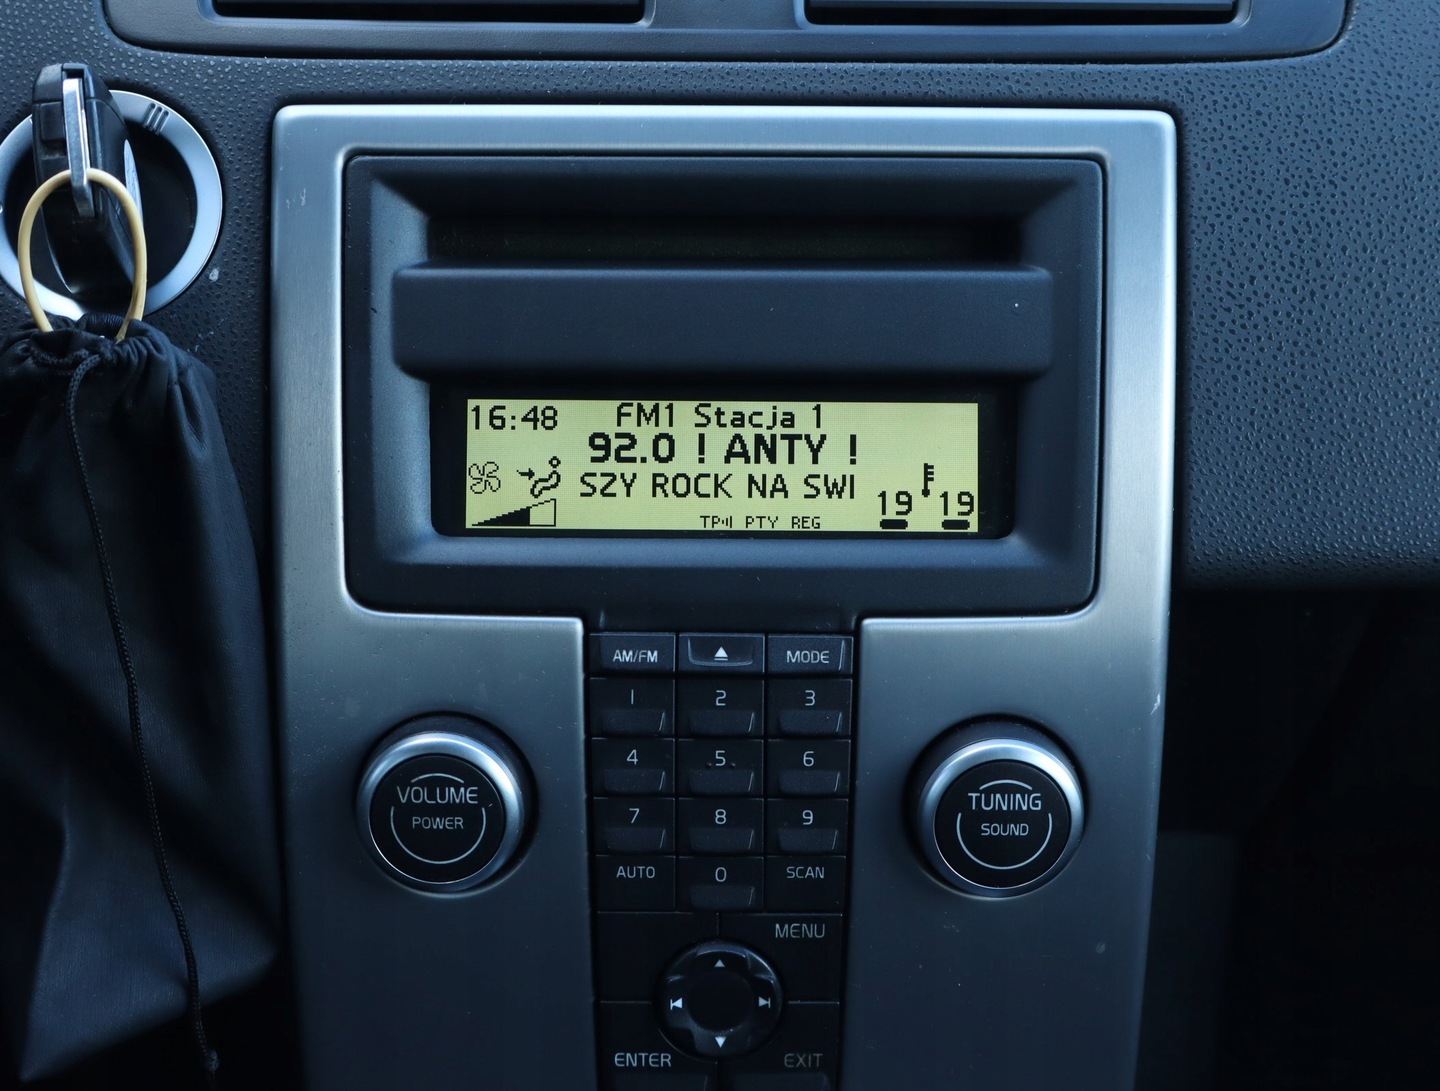 16:48 FM1 Stacja 1
92.0 ! ANTY !
SZY ROCK NA SWI
19 19
TP PTY REG
AM/FM MODE
1 2 3
4 5 6
7 8 9
AUTO 0 SCAN
VOLUME
POWER
TUNING
SOUND
MENU
ENTER EXIT